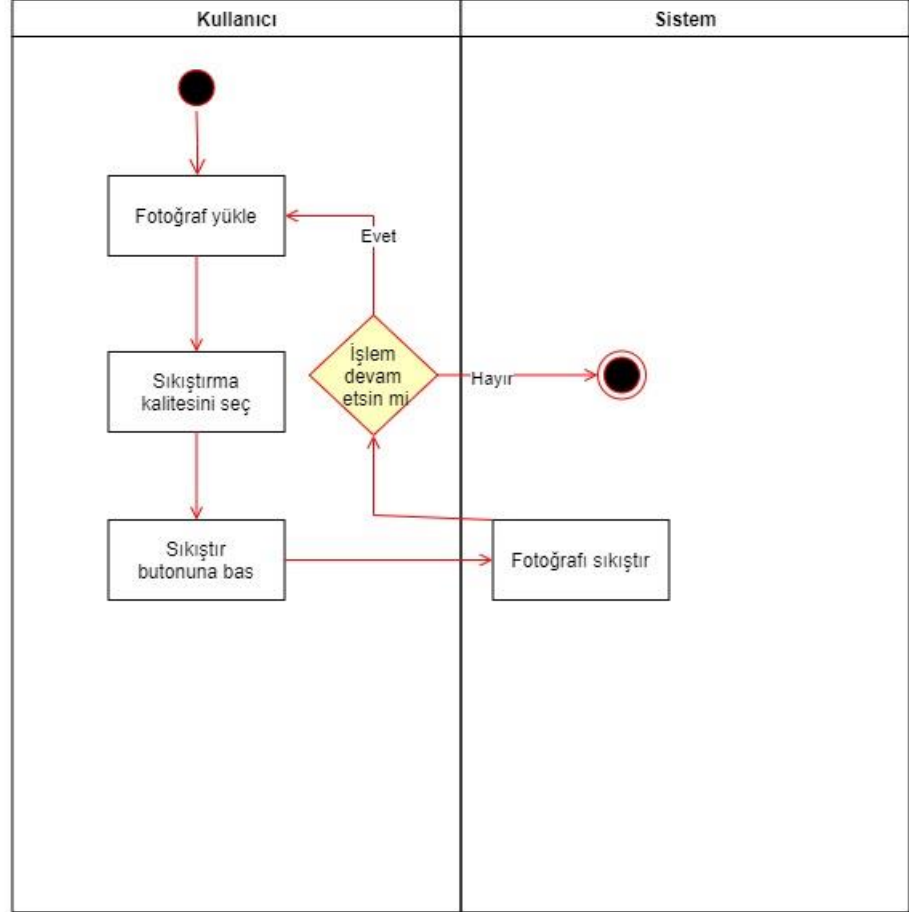 Kullanıcı
Sistem
Fotoğraf yükle
Evet
İşlem
devam
etsin mi
Hayır
Sıkıştırma
kalitesini seç
Sıkıştır
butonuna bas
Fotoğrafı sıkıştır